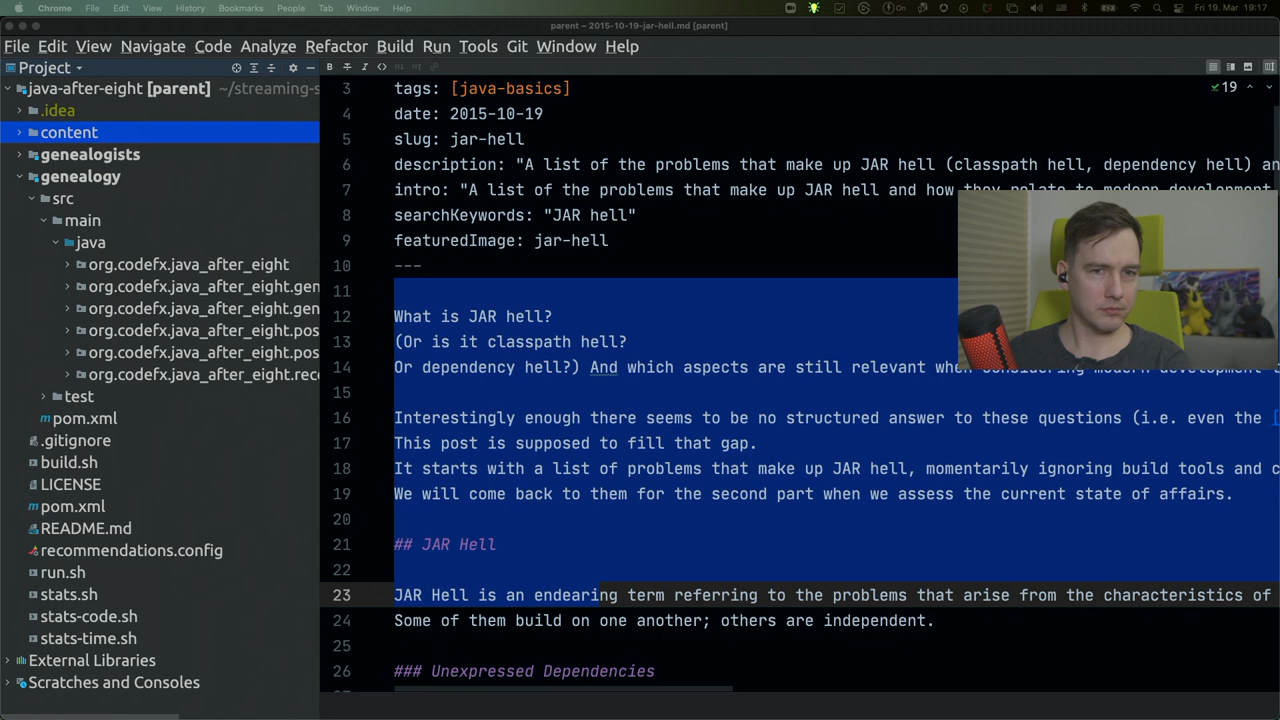 File Edit View History Bookmarks People Tab Window Help On Fri 19. Mar 19:17
parent – 2015-10-19-jar-hell.md [parent]
File Edit View Navigate Code Analyze Refactor Build Run Tools Git Window Help
Project
B I <> H1 H1
java-after-eight [parent] ~/streaming-s
.idea
content
genealogists
genealogy
src
main
java
org.codefx.java_after_eight
org.codefx.java_after_eight.gen
org.codefx.java_after_eight.gen
org.codefx.java_after_eight.pos
org.codefx.java_after_eight.pos
org.codefx.java_after_eight.rec
test
pom.xml
.gitignore
build.sh
LICENSE
pom.xml
README.md
recommendations.config
run.sh
stats.sh
stats-code.sh
stats-time.sh
External Libraries
Scratches and Consoles
3 tags: [java-basics]
19
4 date: 2015-10-19
5 slug: jar-hell
6 description: "A list of the problems that make up JAR hell (classpath hell, dependency hell) an
7 intro: "A list of the problems that make up JAR hell and how they relate to modern development
8 searchKeywords: "JAR hell"
9 featuredImage: jar-hell
10 ---
11
12 What is JAR hell?
13 (Or is it classpath hell?
14 Or dependency hell?) And which aspects are still relevant when considering modern development
15
16 Interestingly enough there seems to be no structured answer to these questions (i.e. even the [
17 This post is supposed to fill that gap.
18 It starts with a list of problems that make up JAR hell, momentarily ignoring build tools and c
19 We will come back to them for the second part when we assess the current state of affairs.
20
21 ## JAR Hell
22
23 JAR Hell is an endearing term referring to the problems that arise from the characteristics of
24 Some of them build on one another; others are independent.
25
26 ### Unexpressed Dependencies